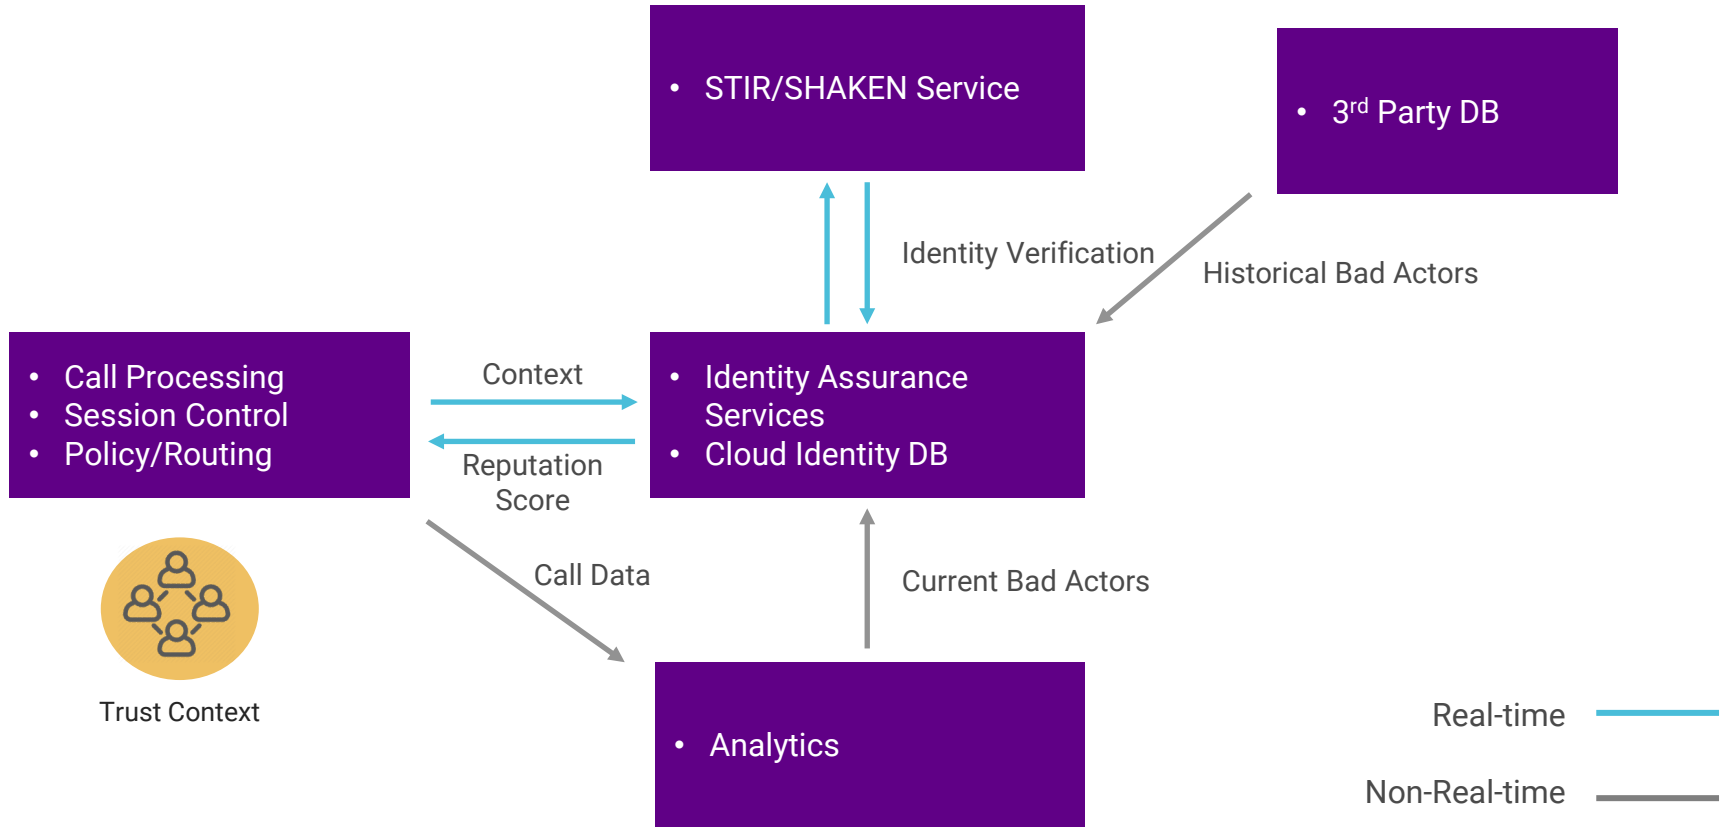 • STIR/SHAKEN Service
• 3rd Party DB
Identity Verification
Historical Bad Actors
• Call Processing
• Session Control
• Policy/Routing
Context
Reputation
Score
• Identity Assurance
Services
• Cloud Identity DB
Call Data
Current Bad Actors
Trust Context
• Analytics
Real-time
Non-Real-time